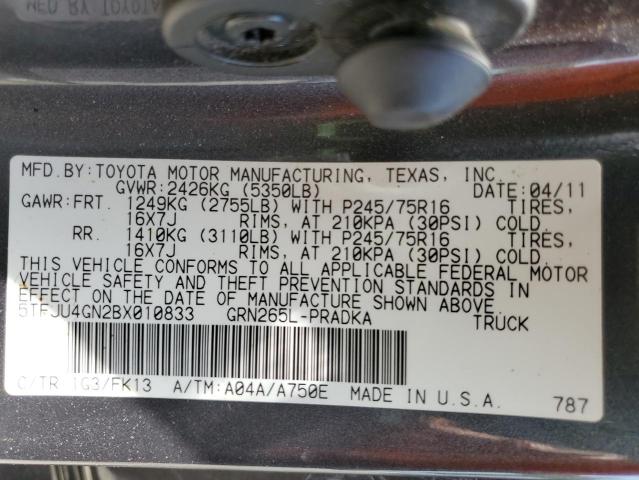 MFD BY TOYOTA
MFD.BY:TOYOTA MOTOR MANUFACTURING, TEXAS, INC.
GVWR:2426KG (5350LB) DATE:04/11
GAWR:FRT. 1249KG (2755LB) WITH P245/75R16 TIRES,
16X7J RIMS, AT 210KPA (30PSI) COLD
RR. 1410KG (3110LB) WITH P245/75R16 TIRES,
16X7J RIMS, AT 210KPA (30PSI) COLD
THIS VEHICLE CONFORMS TO ALL APPLICABLE FEDERAL MOTOR
VEHICLE SAFETY AND THEFT PREVENTION STANDARDS IN
EFFECT ON THE DATE OF MANUFACTURE SHOWN ABOVE.
5TFJU4GN2BX010833 GRN265L-PRADKA TRUCK
C/TR 1G3/FK13 A/TM:A04A/A750E MADE IN U.S.A.
787